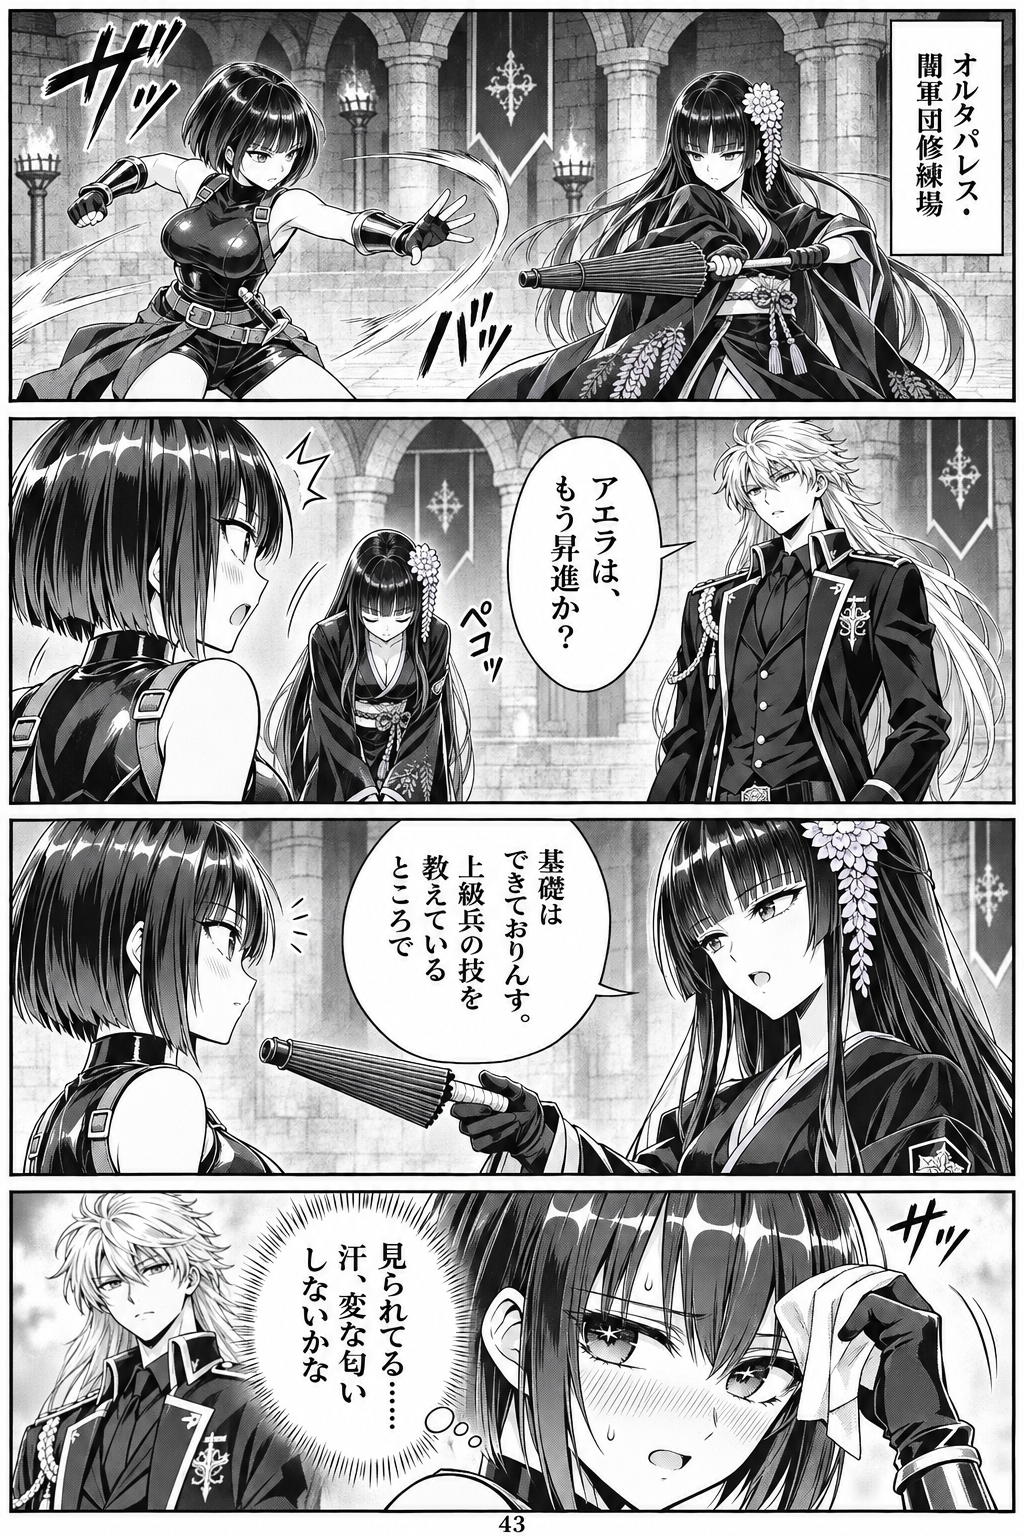 オルタパレス・
闇軍団修練場
ザッ
バッ
アエラは、
もう昇進か？
ペコッ
基礎は
できておりんす。
上級兵の技を
教えている
ところで
サッ
見られてる……
汗、変な匂い
しないかな
43